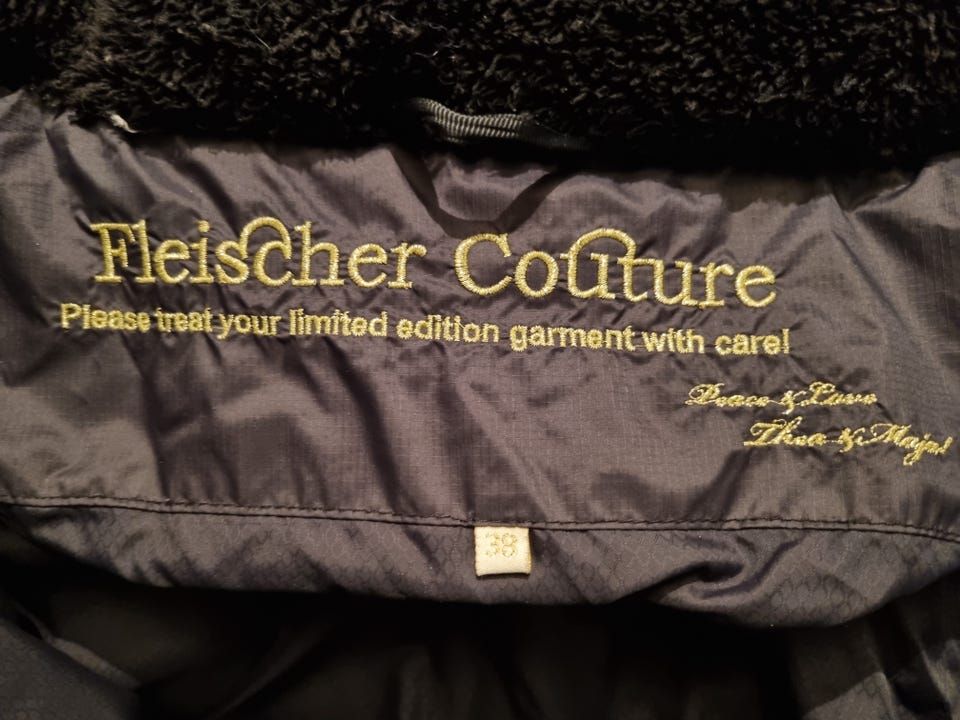 Fleischer Couture
Please treat your limited edition garment with care!
Peace & Love
Thea & Maja!
38